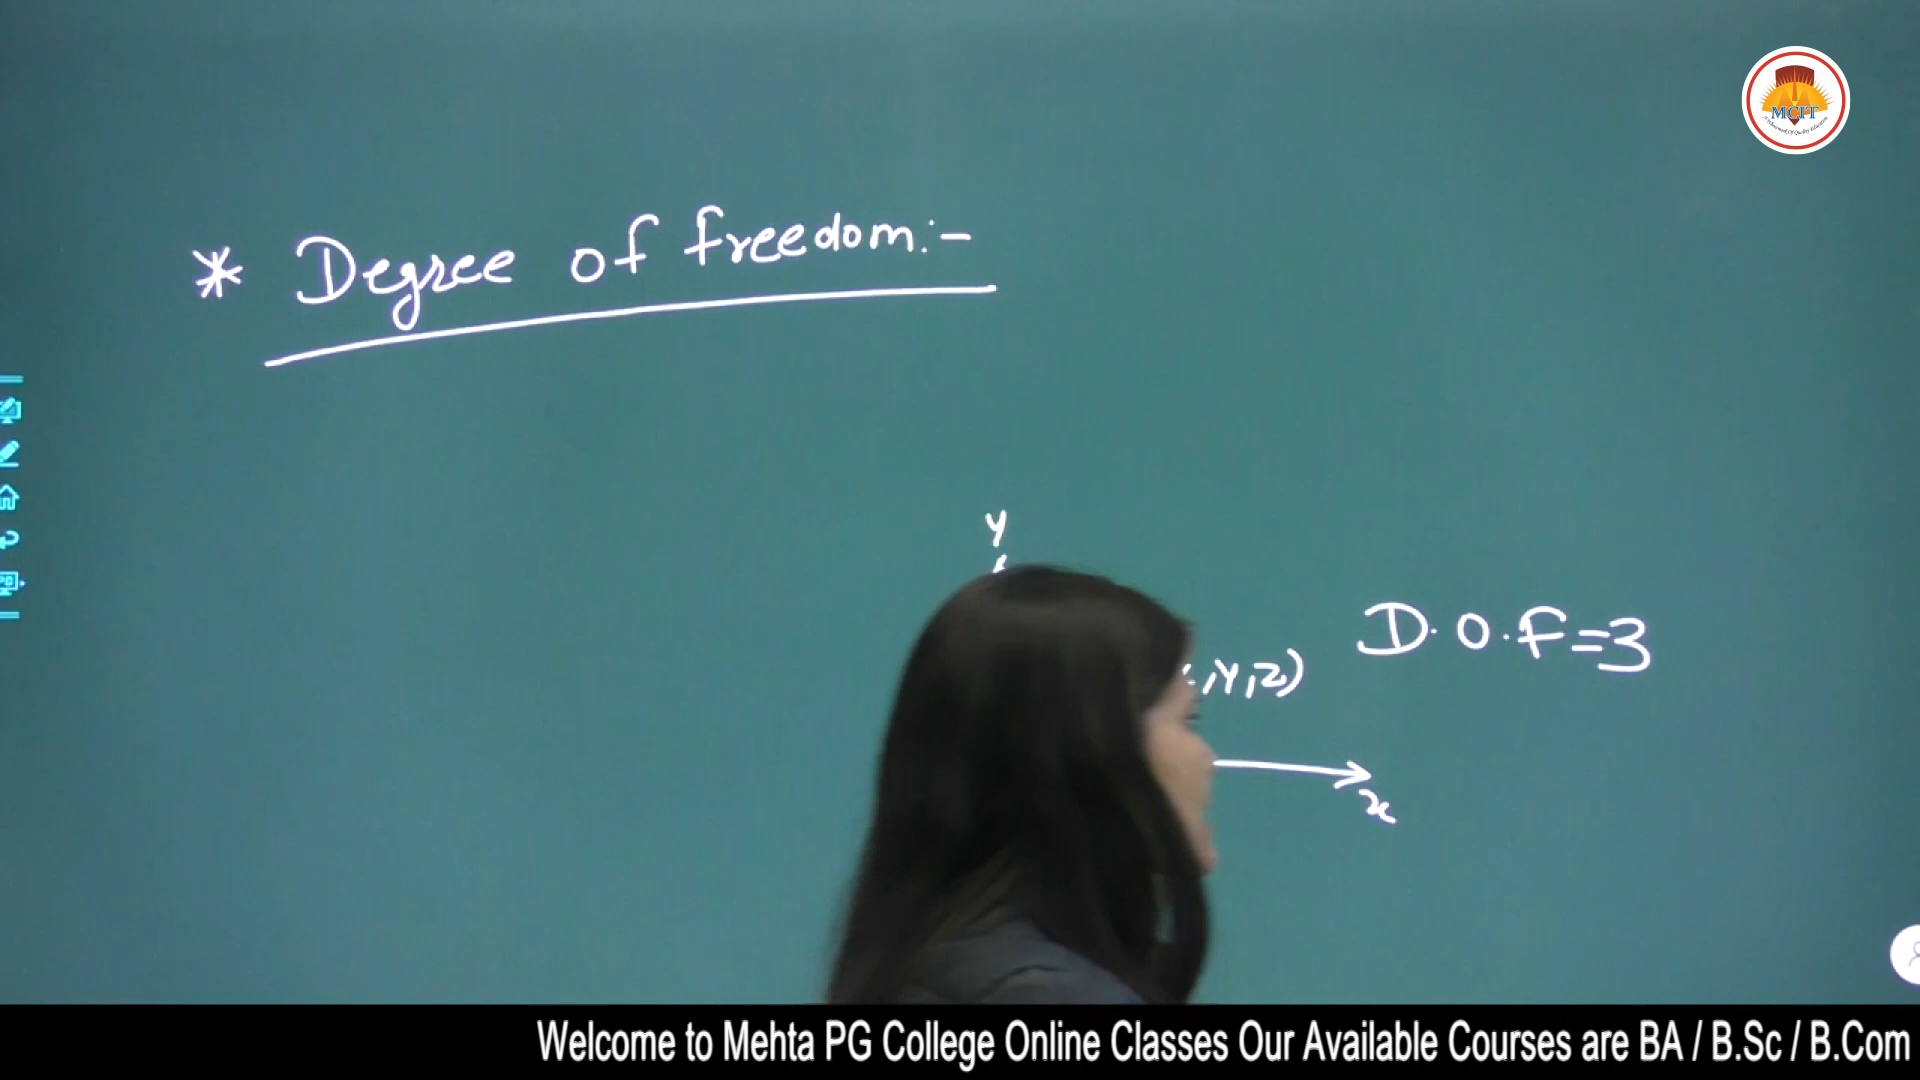 MCIT
* Degree of freedom:-
y
,y,z)
D.O.F=3
x
Welcome to Mehta PG College Online Classes Our Available Courses are BA / B.Sc / B.Com